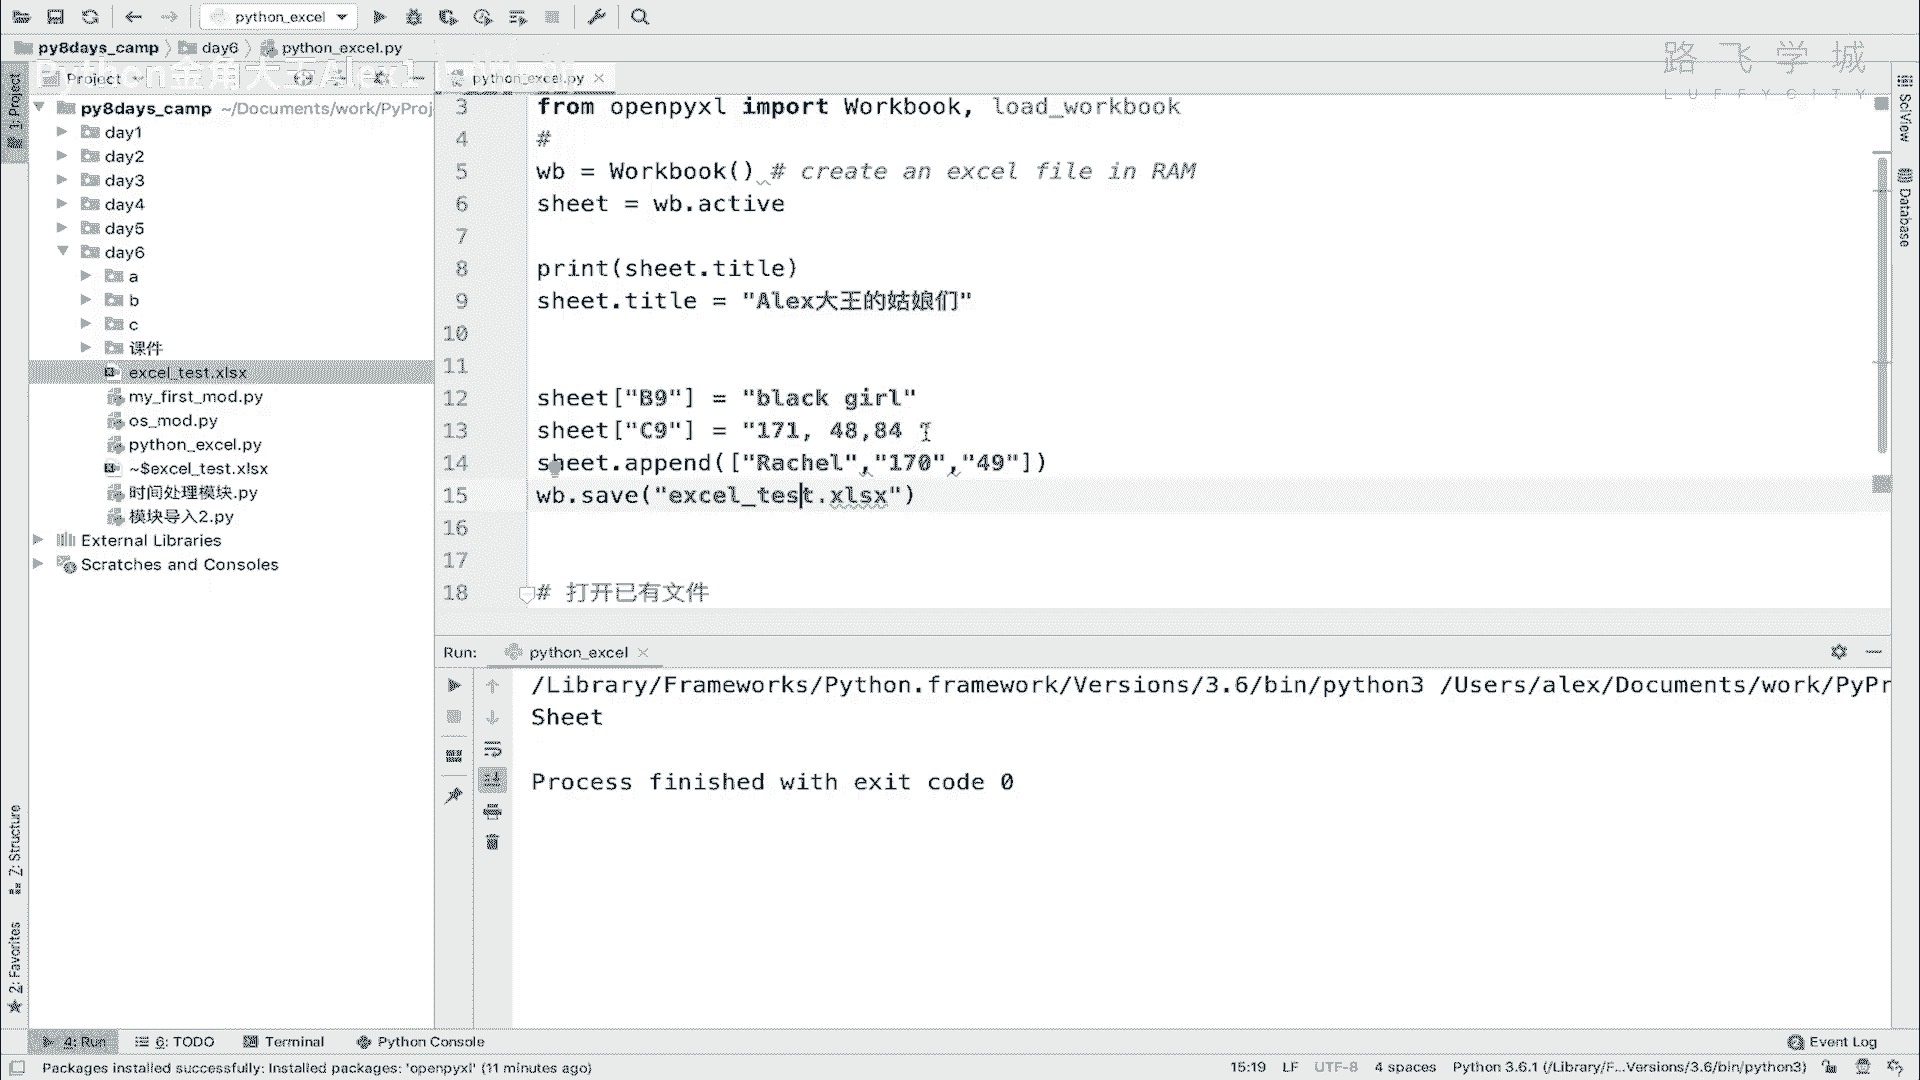 python_excel
py8days_camp day6 python_excel.py
Python金角大王Alex1
路飞学城
LUFFYCITY
Project
python_excel.py
1: Project
py8days_camp ~/Documents/work/PyProj
day1
day2
day3
day4
day5
day6
a
b
c
课件
excel_test.xlsx
my_first_mod.py
os_mod.py
python_excel.py
~$excel_test.xlsx
时间处理模块.py
模块导入2.py
External Libraries
Scratches and Consoles
3 from openpyxl import Workbook, load_workbook
4 #
5 wb = Workbook() # create an excel file in RAM
6 sheet = wb.active
7
8 print(sheet.title)
9 sheet.title = "Alex大王的姑娘们"
10
11
12 sheet["B9"] = "black girl"
13 sheet["C9"] = "171, 48,84
14 sheet.append(["Rachel","170","49"])
15 wb.save("excel_test.xlsx")
16
17
18 # 打开已有文件
SciView
Database
Run: python_excel
/Library/Frameworks/Python.framework/Versions/3.6/bin/python3 /Users/alex/Documents/work/PyPr
Sheet
Process finished with exit code 0
Z: Structure
2: Favorites
4: Run 6: TODO Terminal Python Console Event Log
Packages installed successfully: Installed packages: 'openpyxl' (11 minutes ago) 15:19 LF UTF-8 4 spaces Python 3.6.1 (/Library/F...Versions/3.6/bin/python3)